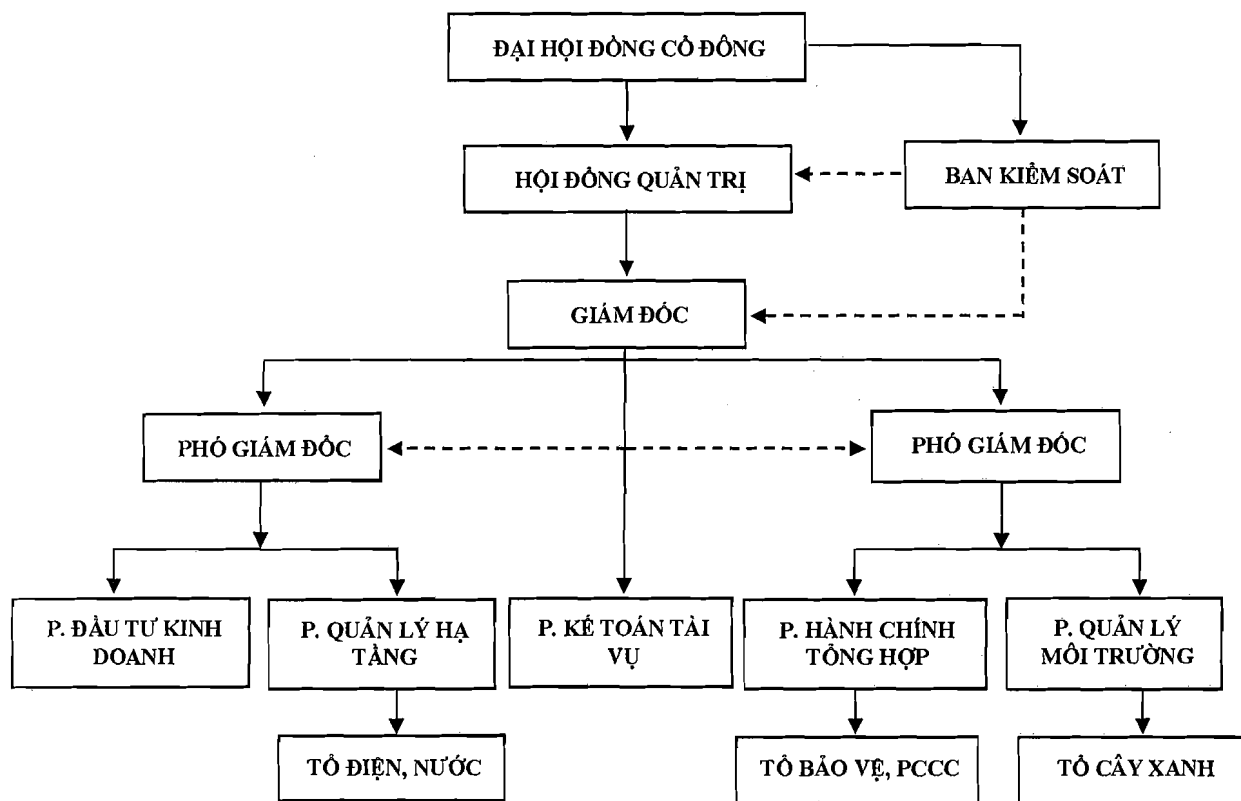 ĐẠI HỘI ĐỒNG CỔ ĐÔNG
HỘI ĐỒNG QUẢN TRỊ
BAN KIỂM SOÁT
GIÁM ĐỐC
PHÓ GIÁM ĐỐC
PHÓ GIÁM ĐỐC
P. ĐẦU TƯ KINH
DOANH
P. QUẢN LÝ HẠ
TẦNG
P. KẾ TOÁN TÀI
VỤ
P. HÀNH CHÍNH
TỔNG HỢP
P. QUẢN LÝ
MÔI TRƯỜNG
TỔ ĐIỆN, NƯỚC
TỔ BẢO VỆ, PCCC
TỔ CÂY XANH